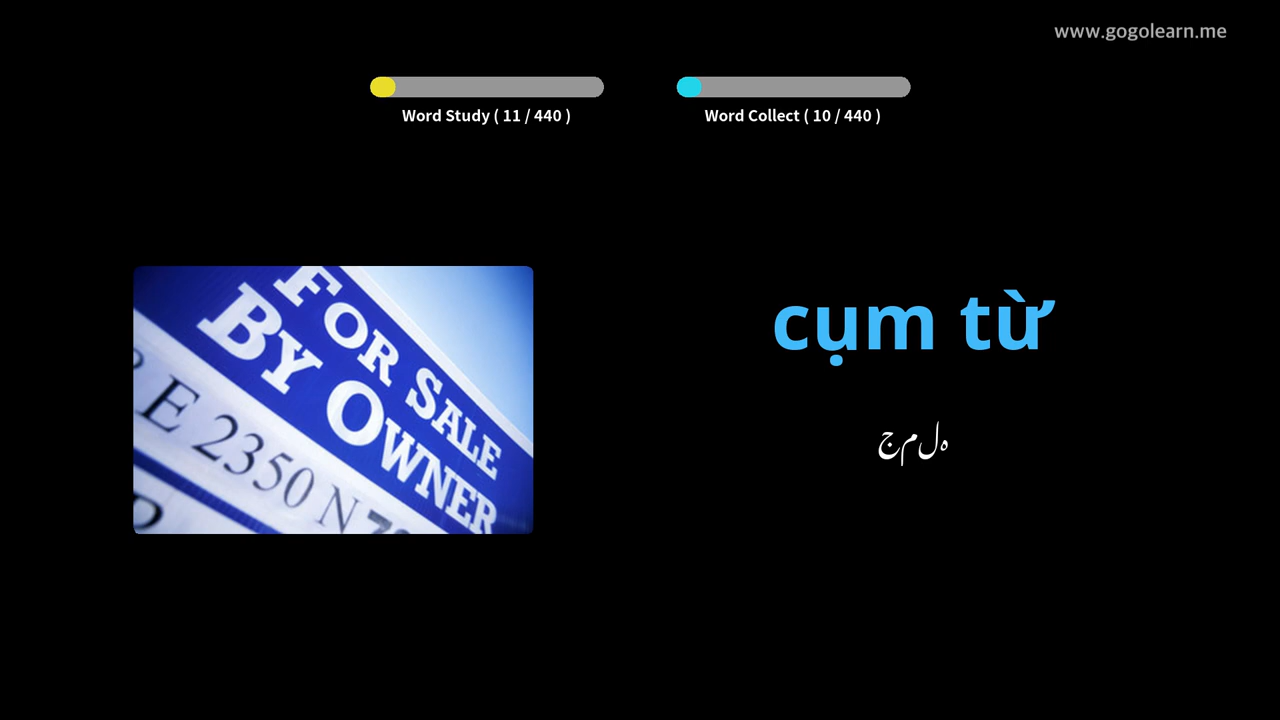 www.gogolearn.me
Word Study ( 11 / 440 )
Word Collect ( 10 / 440 )
FOR SALE
BY OWNER
E 2350 N
cụm từ
جملہ